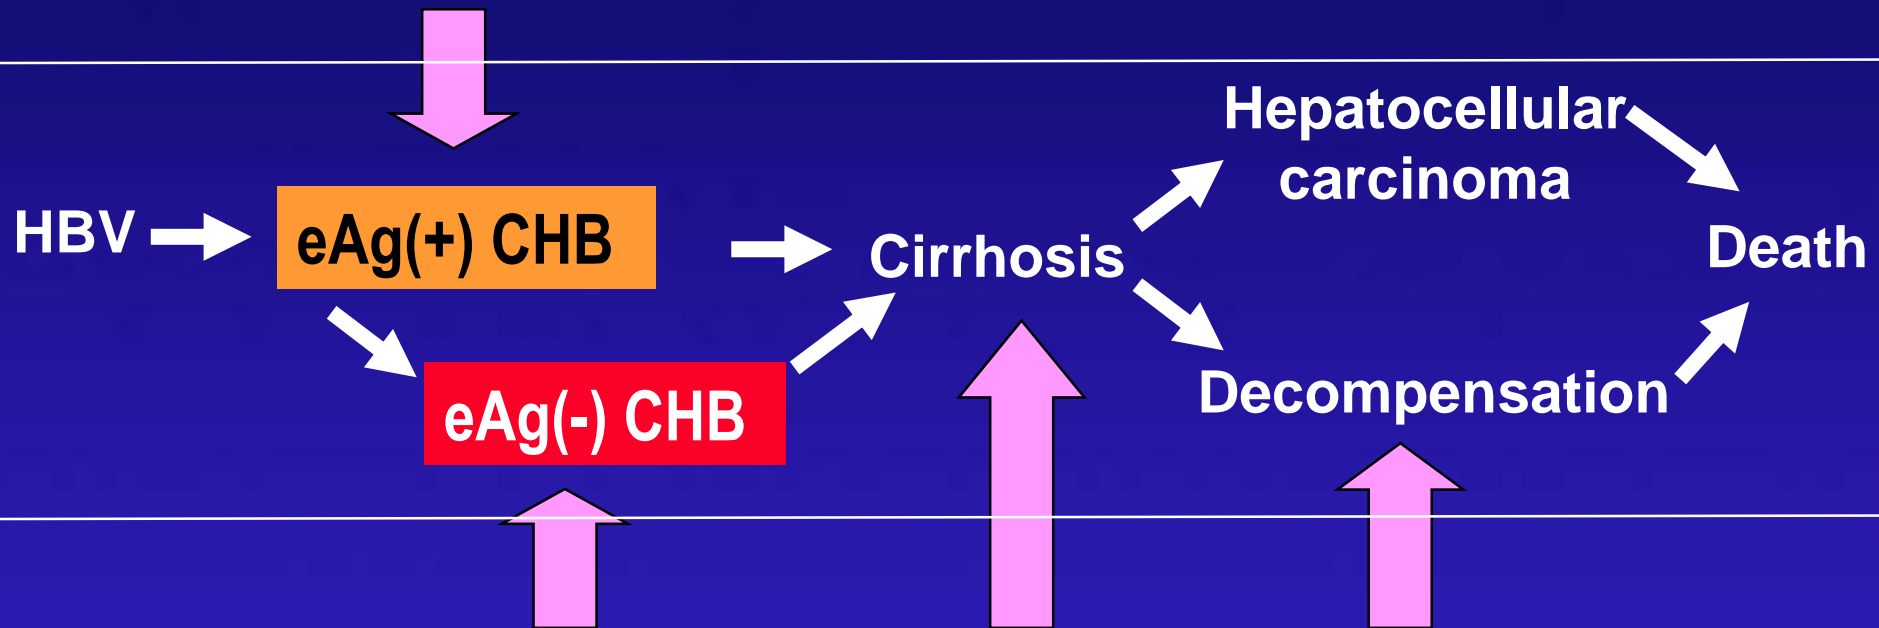 HBV
eAg(+) CHB
eAg(-) CHB
Cirrhosis
Hepatocellular
carcinoma
Decompensation
Death